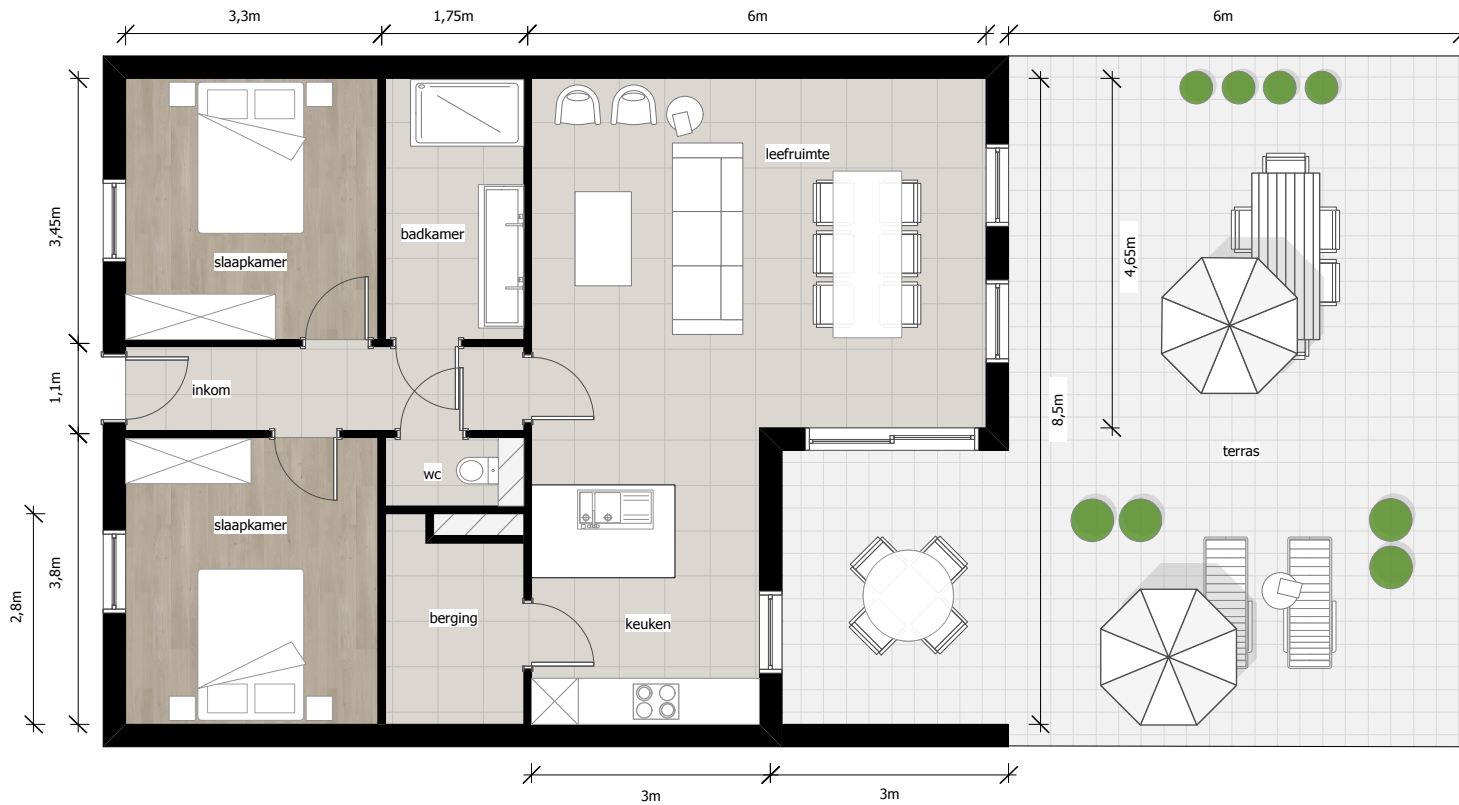 3,3m
1,75m
6m
6m
leefruimte
3,45m
badkamer
slaapkamer
4,65m
1,1m
inkom
8,5m
terras
wc
slaapkamer
3,8m
2,8m
berging
keuken
3m
3m